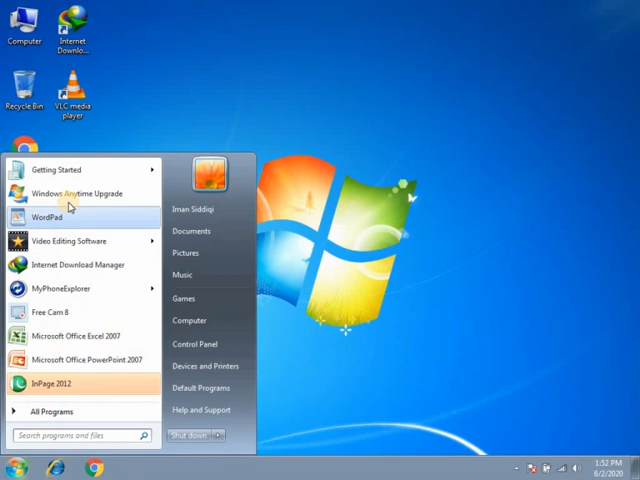 Computer
Internet
Downlo...
Recycle Bin
VLC media
player
Getting Started
Windows Anytime Upgrade
WordPad
Video Editing Software
Internet Download Manager
MyPhoneExplorer
Free Cam 8
Microsoft Office Excel 2007
Microsoft Office PowerPoint 2007
InPage 2012
All Programs
Search programs and files
Iman Siddiqi
Documents
Pictures
Music
Games
Computer
Control Panel
Devices and Printers
Default Programs
Help and Support
Shut down
1:52 PM
6/2/2020